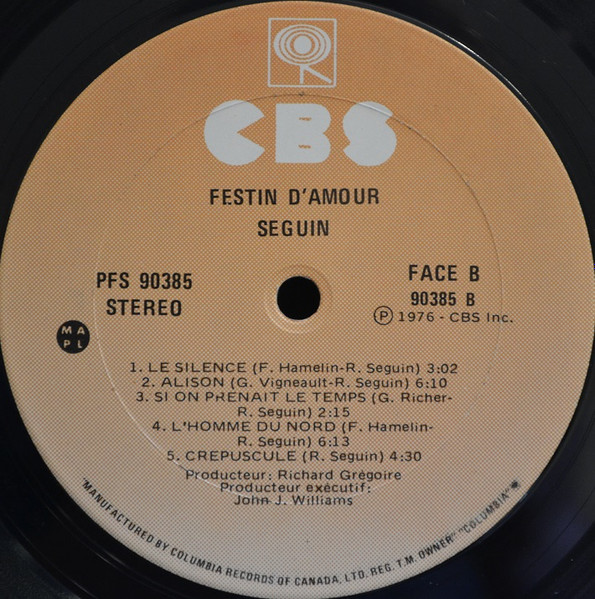 CBS
FESTIN D'AMOUR
SEGUIN
PFS 90385
STEREO
FACE B
90385 B
Ⓟ 1976 - CBS Inc.
M A
P L
1. LE SILENCE (F. Hamelin-R. Seguin) 3:02
2. ALISON (G. Vigneault-R. Seguin) 6:10
3. SI ON PRENAIT LE TEMPS (G. Richer-
R. Seguin) 2:15
4. L'HOMME DU NORD (F. Hamelin-
R. Seguin) 6:13
5. CREPUSCULE (R. Seguin) 4:30
Producteur: Richard Grégoire
Producteur exécutif:
John J. Williams
"MANUFACTURED BY COLUMBIA RECORDS OF CANADA, LTD. REG. T.M. OWNER" "COLUMBIA" ®